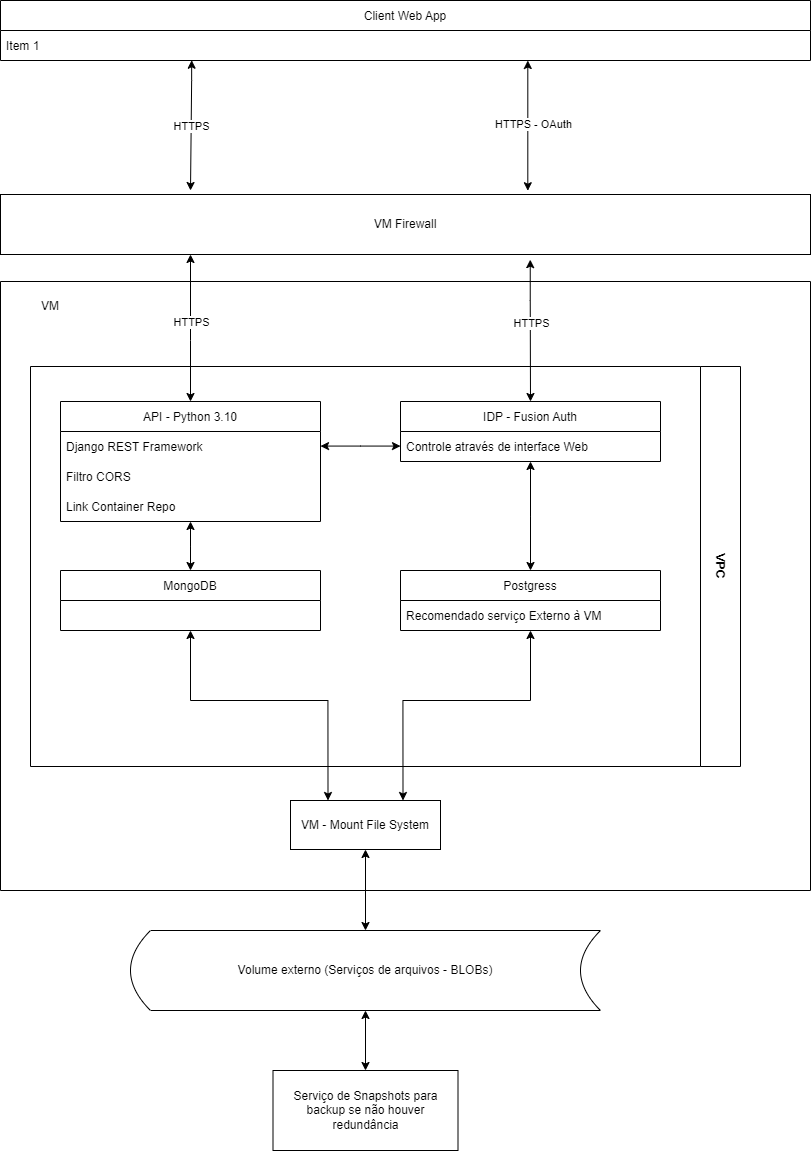 Client Web App
Item 1
HTTPS
HTTPS - OAuth
VM Firewall
VM
HTTPS
HTTPS
API - Python 3.10
Django REST Framework
Filtro CORS
Link Container Repo
IDP - Fusion Auth
Controle através de interface Web
VPC
MongoDB
Postgress
Recomendado serviço Externo à VM
VM - Mount File System
Volume externo (Serviços de arquivos - BLOBs)
Serviço de Snapshots para
backup se não houver
redundância